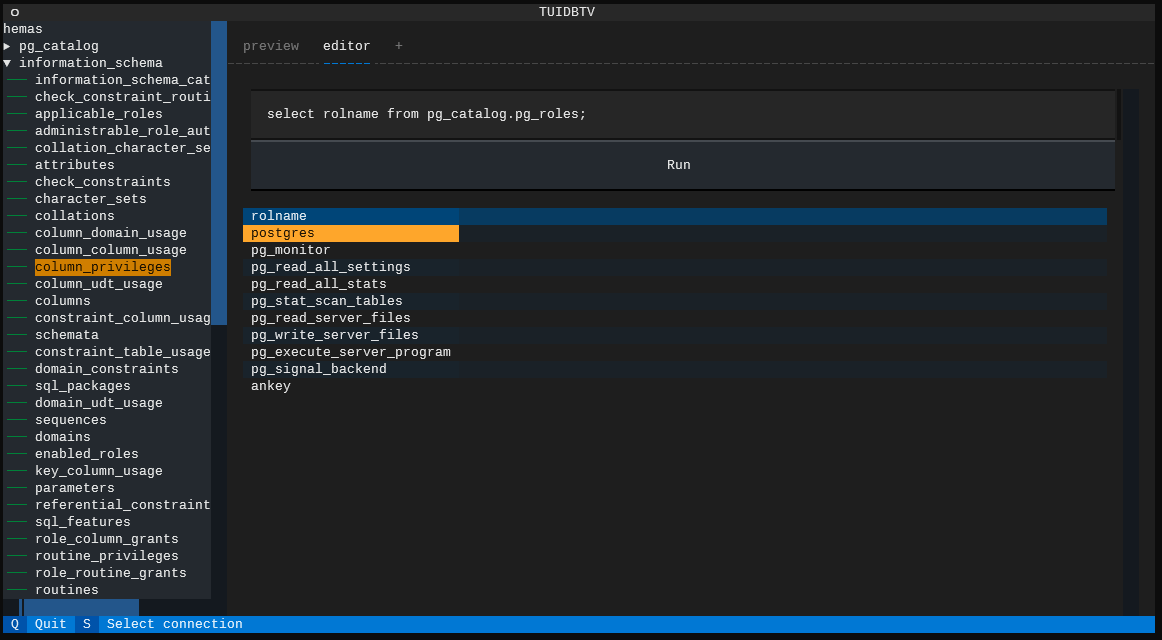 O
TUIDBTV
hemas
▶ pg_catalog
▼ information_schema
information_schema_cat
check_constraint_routi
applicable_roles
administrable_role_aut
collation_character_se
attributes
check_constraints
character_sets
collations
column_domain_usage
column_column_usage
column_privileges
column_udt_usage
columns
constraint_column_usag
schemata
constraint_table_usage
domain_constraints
sql_packages
domain_udt_usage
sequences
domains
enabled_roles
key_column_usage
parameters
referential_constraint
sql_features
role_column_grants
routine_privileges
role_routine_grants
routines
preview editor +
select rolname from pg_catalog.pg_roles;
Run
rolname
postgres
pg_monitor
pg_read_all_settings
pg_read_all_stats
pg_stat_scan_tables
pg_read_server_files
pg_write_server_files
pg_execute_server_program
pg_signal_backend
ankey
Q Quit S Select connection